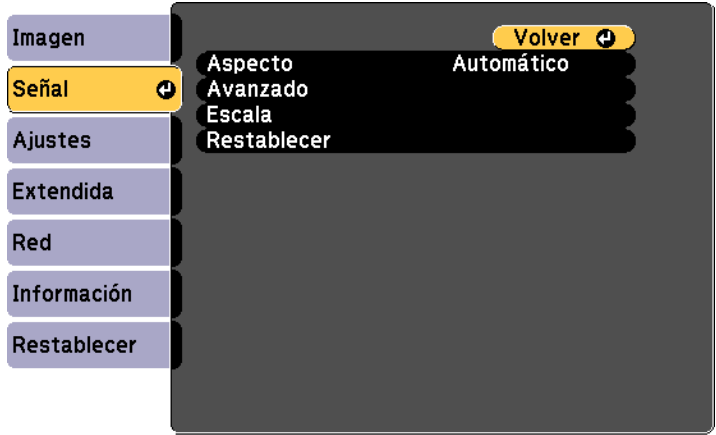 Imagen
Señal
Ajustes
Extendida
Red
Información
Restablecer
Volver
Aspecto Automático
Avanzado
Escala
Restablecer